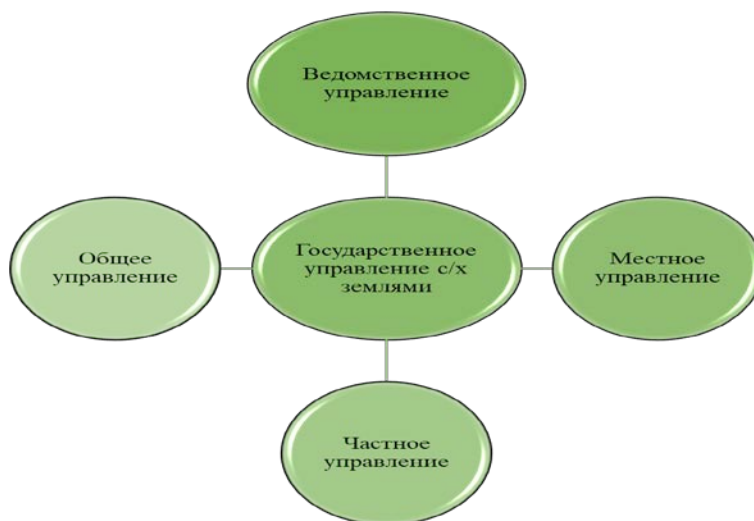 Ведомственное
управление
Общее
управление
Государственное
управление с/х
землями
Местное
управление
Частное
управление